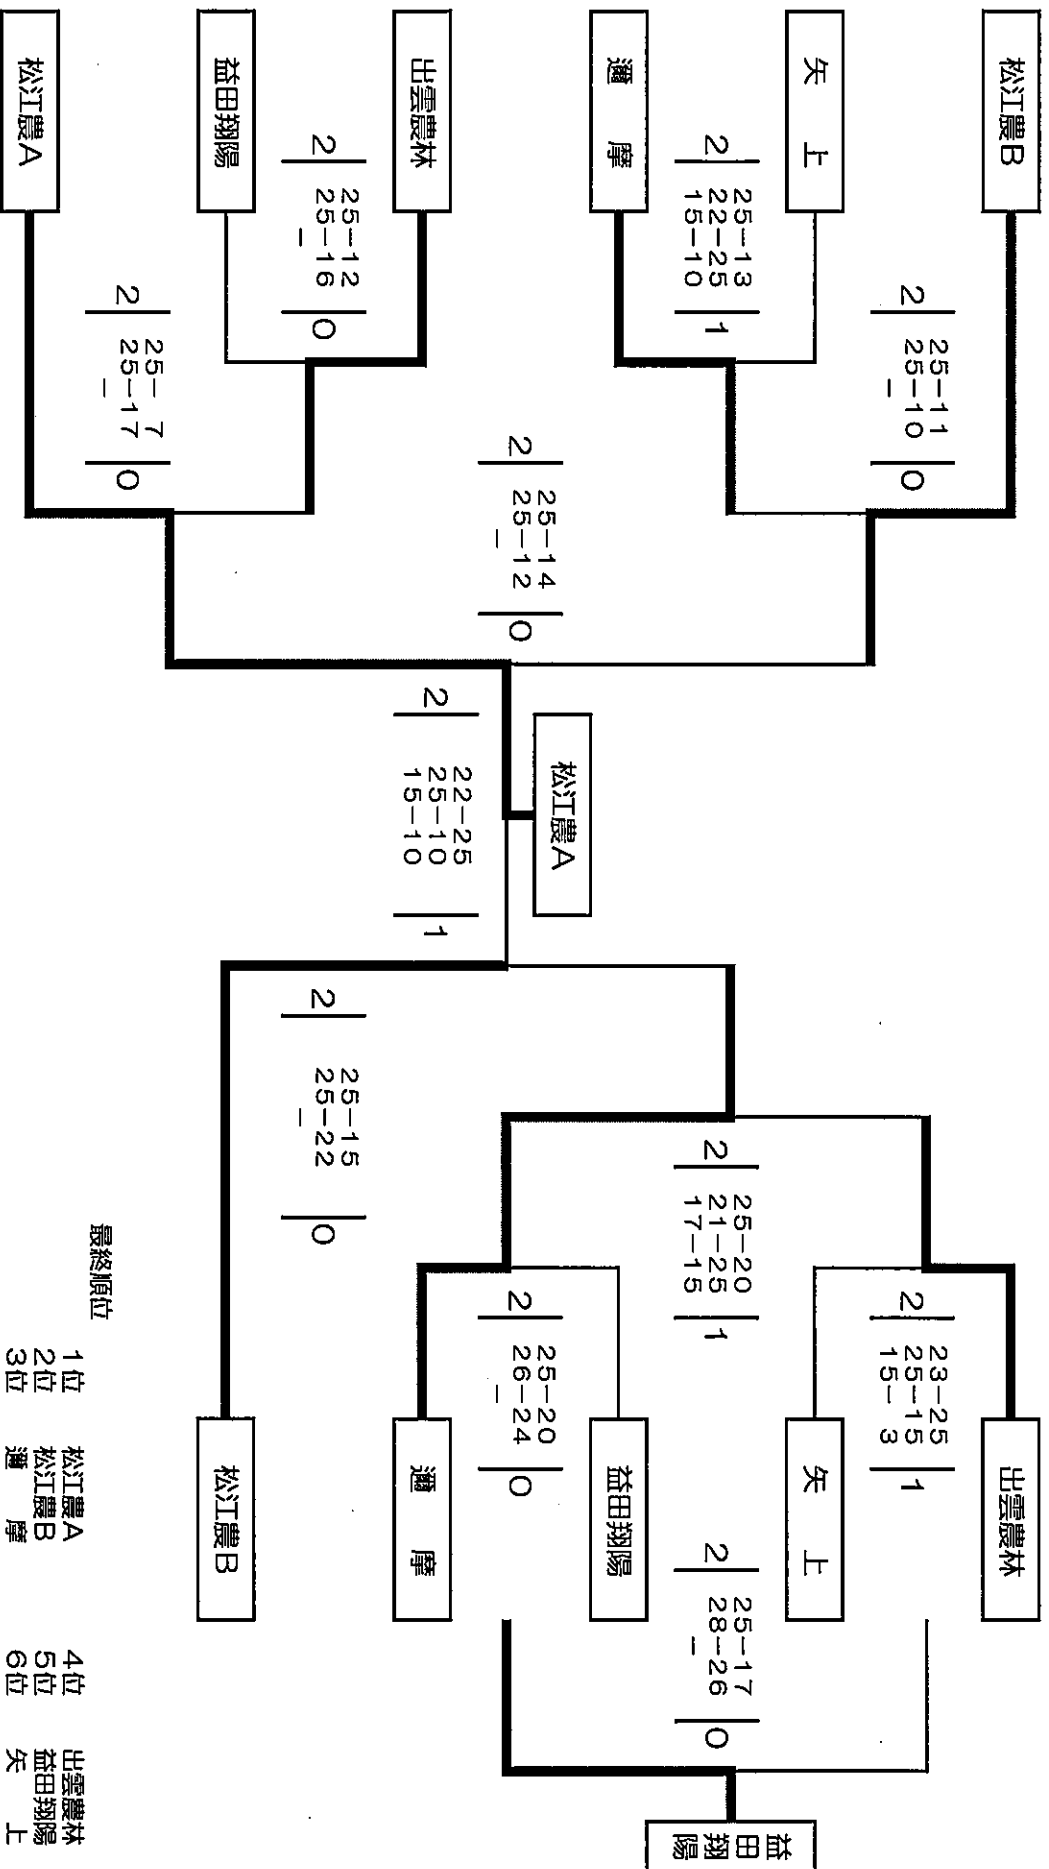 松江農A
益田翔陽
出雲農林
邇 摩
矢 上
松江農B
2 25-12 0
25-16
-
2 25-13 1
22-25
15-10
2 25- 7 0
25-17
-
2 25-11 0
25-10
-
2 25-14 0
25-12
-
松江農A
2 22-25 1
25-10
15-10
2 25-15 0
25-22
-
2 25-20 1
21-25
17-15
2 25-20 0
26-24
-
2 23-25 1
25-15
15- 3
松江農B
邇 摩
益田翔陽
矢 上
出雲農林
2 25-17 0
28-26
-
益田翔陽
最終順位
1位 松江農A 4位 出雲農林
2位 松江農B 5位 益田翔陽
3位 邇 摩 6位 矢 上